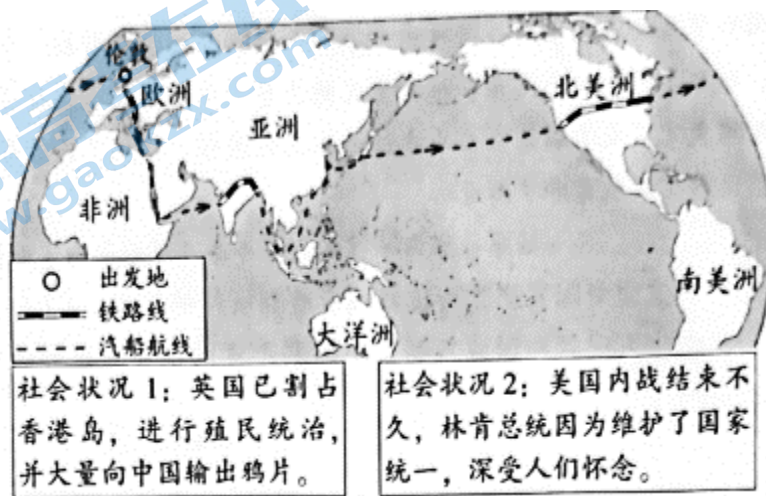 伦敦
欧洲
亚洲
北美洲
非洲
南美洲
大洋洲
出发地
铁路线
汽船航线
社会状况1：英国已割占
香港岛，进行殖民统治，
并大量向中国输出鸦片。
社会状况2：美国内战结束不
久，林肯总统因为维护了国家
统一，深受人们怀念。